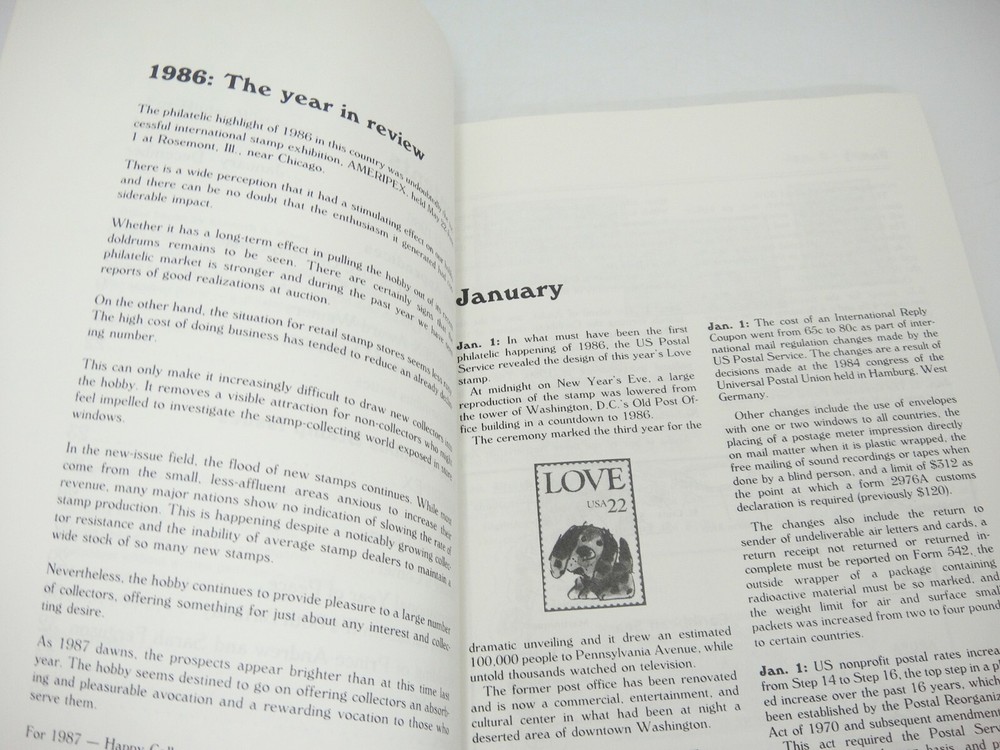 1986: The year in review
The philatelic highlight of 1986 in this country was undoubtedly the
cessful international stamp exhibition, AMERIPEX, held May 22-
1 at Rosemont, Ill., near Chicago.
There is a wide perception that it had a stimulating effect on our
and there can be no doubt that the enthusiasm it generated had
siderable impact.
Whether it has a long-term effect in pulling the hobby out of its
doldrums remains to be seen. There are certainly signs that
philatelic market is stronger and during the past year we have
reports of good realizations at auction.
On the other hand, the situation for retail stamp stores seems less
The high cost of doing business has tended to reduce an already
ing number.
This can only make it increasingly difficult to draw new collectors into
the hobby. It removes a visible attraction for non-collectors who might
feel impelled to investigate the stamp-collecting world exposed in
windows.
In the new-issue field, the flood of new stamps continues. While most
come from the small, less-affluent areas anxious to increase their
revenue, many major nations show no indication of slowing the rate of
stamp production. This is happening despite a noticably growing collec-
tor resistance and the inability of average stamp dealers to maintain a
wide stock of so many new stamps.
Nevertheless, the hobby continues to provide pleasure to a large number
of collectors, offering something for just about any interest and collec-
ting desire.
As 1987 dawns, the prospects appear brighter than at this time last
year. The hobby seems destined to go on offering collectors an absorb-
ing and pleasurable avocation and a rewarding vocation to those who
serve them.
For 1987 — Happy
January
Jan. 1: In what must have been the first
philatelic happening of 1986, the US Postal
Service revealed the design of this year's Love
stamp.
At midnight on New Year's Eve, a large
reproduction of the stamp was lowered from
the tower of Washington, D.C.'s Old Post Of-
fice building in a countdown to 1986.
The ceremony marked the third year for the
LOVE
USA 22
dramatic unveiling and it drew an estimated
100,000 people to Pennsylvania Avenue, while
untold thousands watched on television.
The former post office has been renovated
and is now a commercial, entertainment, and
cultural center in what had been at night a
deserted area of downtown Washington.
Jan. 1: The cost of an International Reply
Coupon went from 65c to 80c as part of inter-
national mail regulation changes made by the
US Postal Service. The changes are a result of
decisions made at the 1984 congress of the
Universal Postal Union held in Hamburg, West
Germany.
Other changes include the use of envelopes
with one or two windows to all countries, the
placing of a postage meter impression directly
on mail matter when it is plastic wrapped, the
free mailing of sound recordings or tapes when
done by a blind person, and a limit of $512 as
the point at which a form 2976A customs
declaration is required (previously $120).
The changes also include the return to
sender of undeliverable air letters and cards, a
return receipt not returned or returned in-
complete must be reported on Form 542, the
outside wrapper of a package containing
radioactive material must be so marked, and
the weight limit for air and surface small
packets was increased from two to four pound
to certain countries.
Jan. 1: US nonprofit postal rates increa
from Step 14 to Step 16, the top step in a
ed increase over the past 16 years, which
been established by the Postal Reorganiz
Act of 1970 and subsequent amendment
This act required the Postal Serv